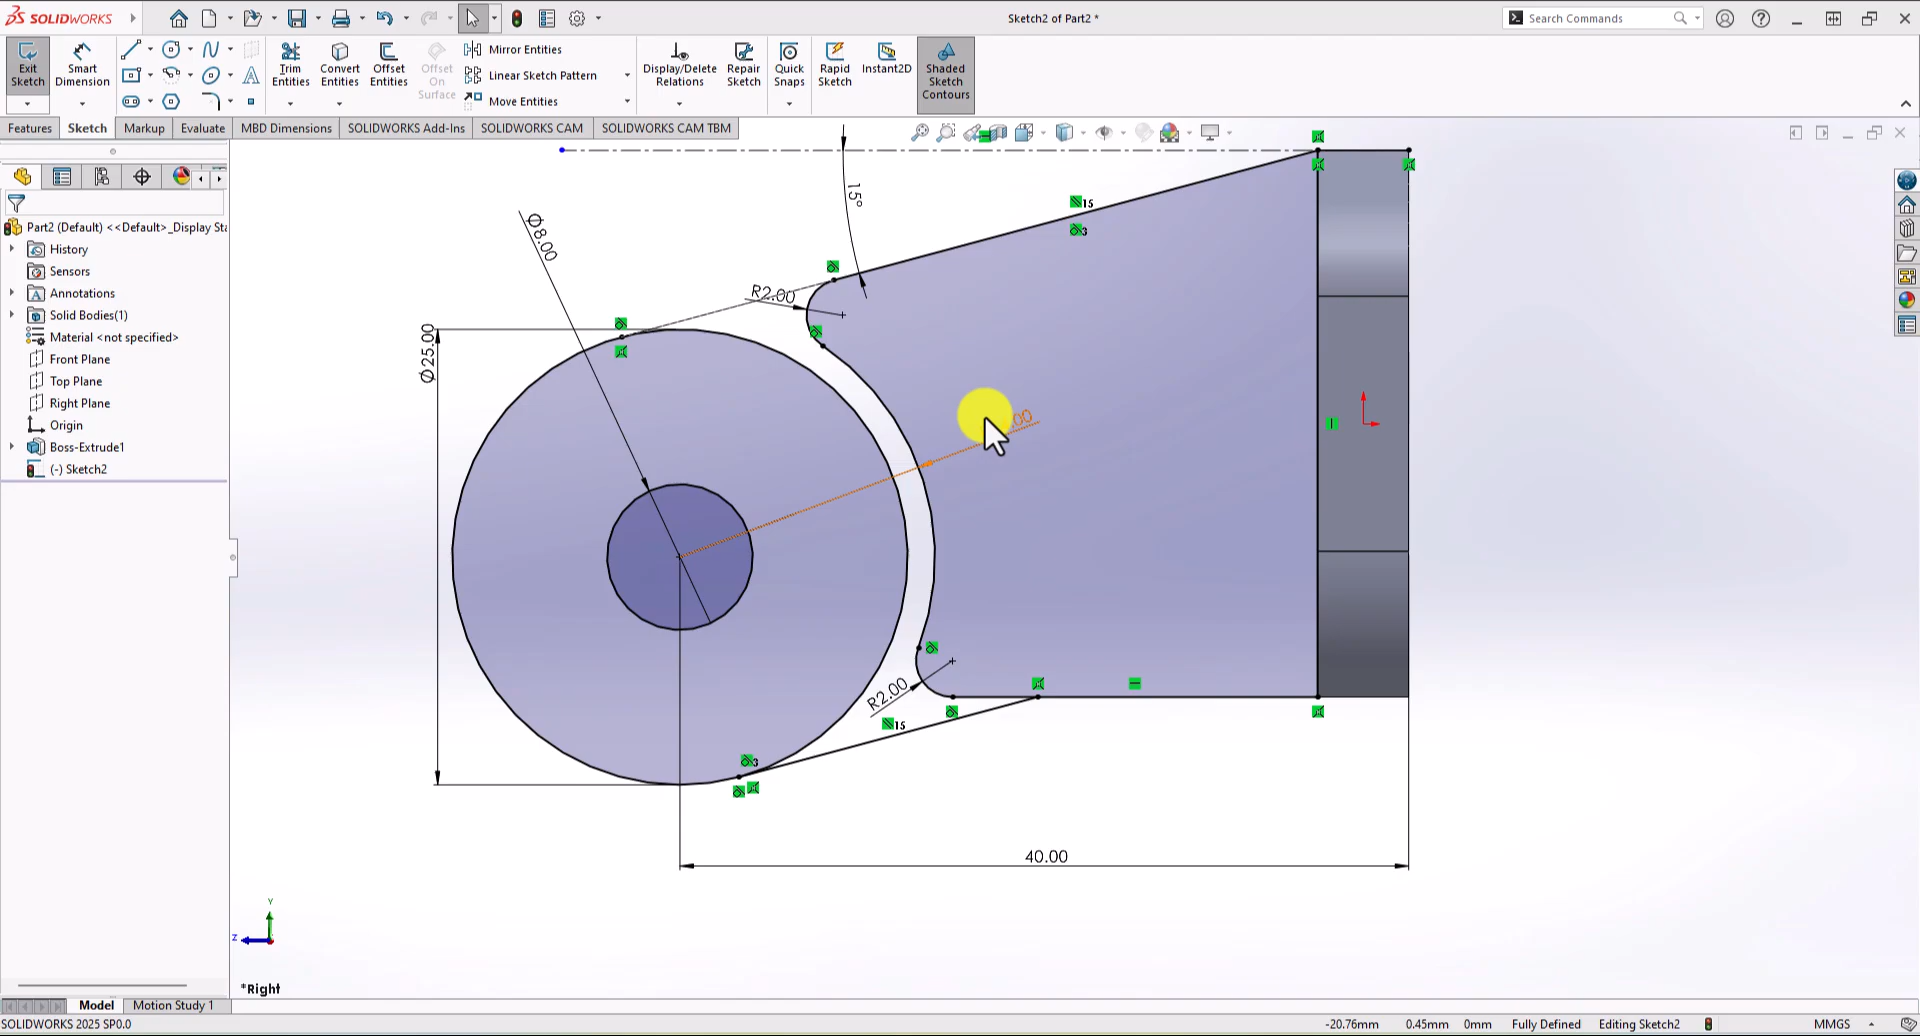 SOLIDWORKS
Sketch2 of Part2 *
Search Commands
Exit Sketch
Smart Dimension
Trim Entities
Convert Entities
Offset Entities
Offset On Surface
Mirror Entities
Linear Sketch Pattern
Move Entities
Display/Delete Relations
Repair Sketch
Quick Snaps
Rapid Sketch
Instant2D
Shaded Sketch Contours
Features
Sketch
Markup
Evaluate
MBD Dimensions
SOLIDWORKS Add-Ins
SOLIDWORKS CAM
SOLIDWORKS CAM TBM
Part2 (Default) <<Default>_Display Sta
History
Sensors
Annotations
Solid Bodies(1)
Material <not specified>
Front Plane
Top Plane
Right Plane
Origin
Boss-Extrude1
(-) Sketch2
15°
15
3
Ø8.00
R2.00
Ø25.00
.00
R2.00
15
3
40.00
Y
Z
*Right
Model
Motion Study 1
SOLIDWORKS 2025 SP0.0
-20.76mm
0.45mm
0mm
Fully Defined
Editing Sketch2
MMGS